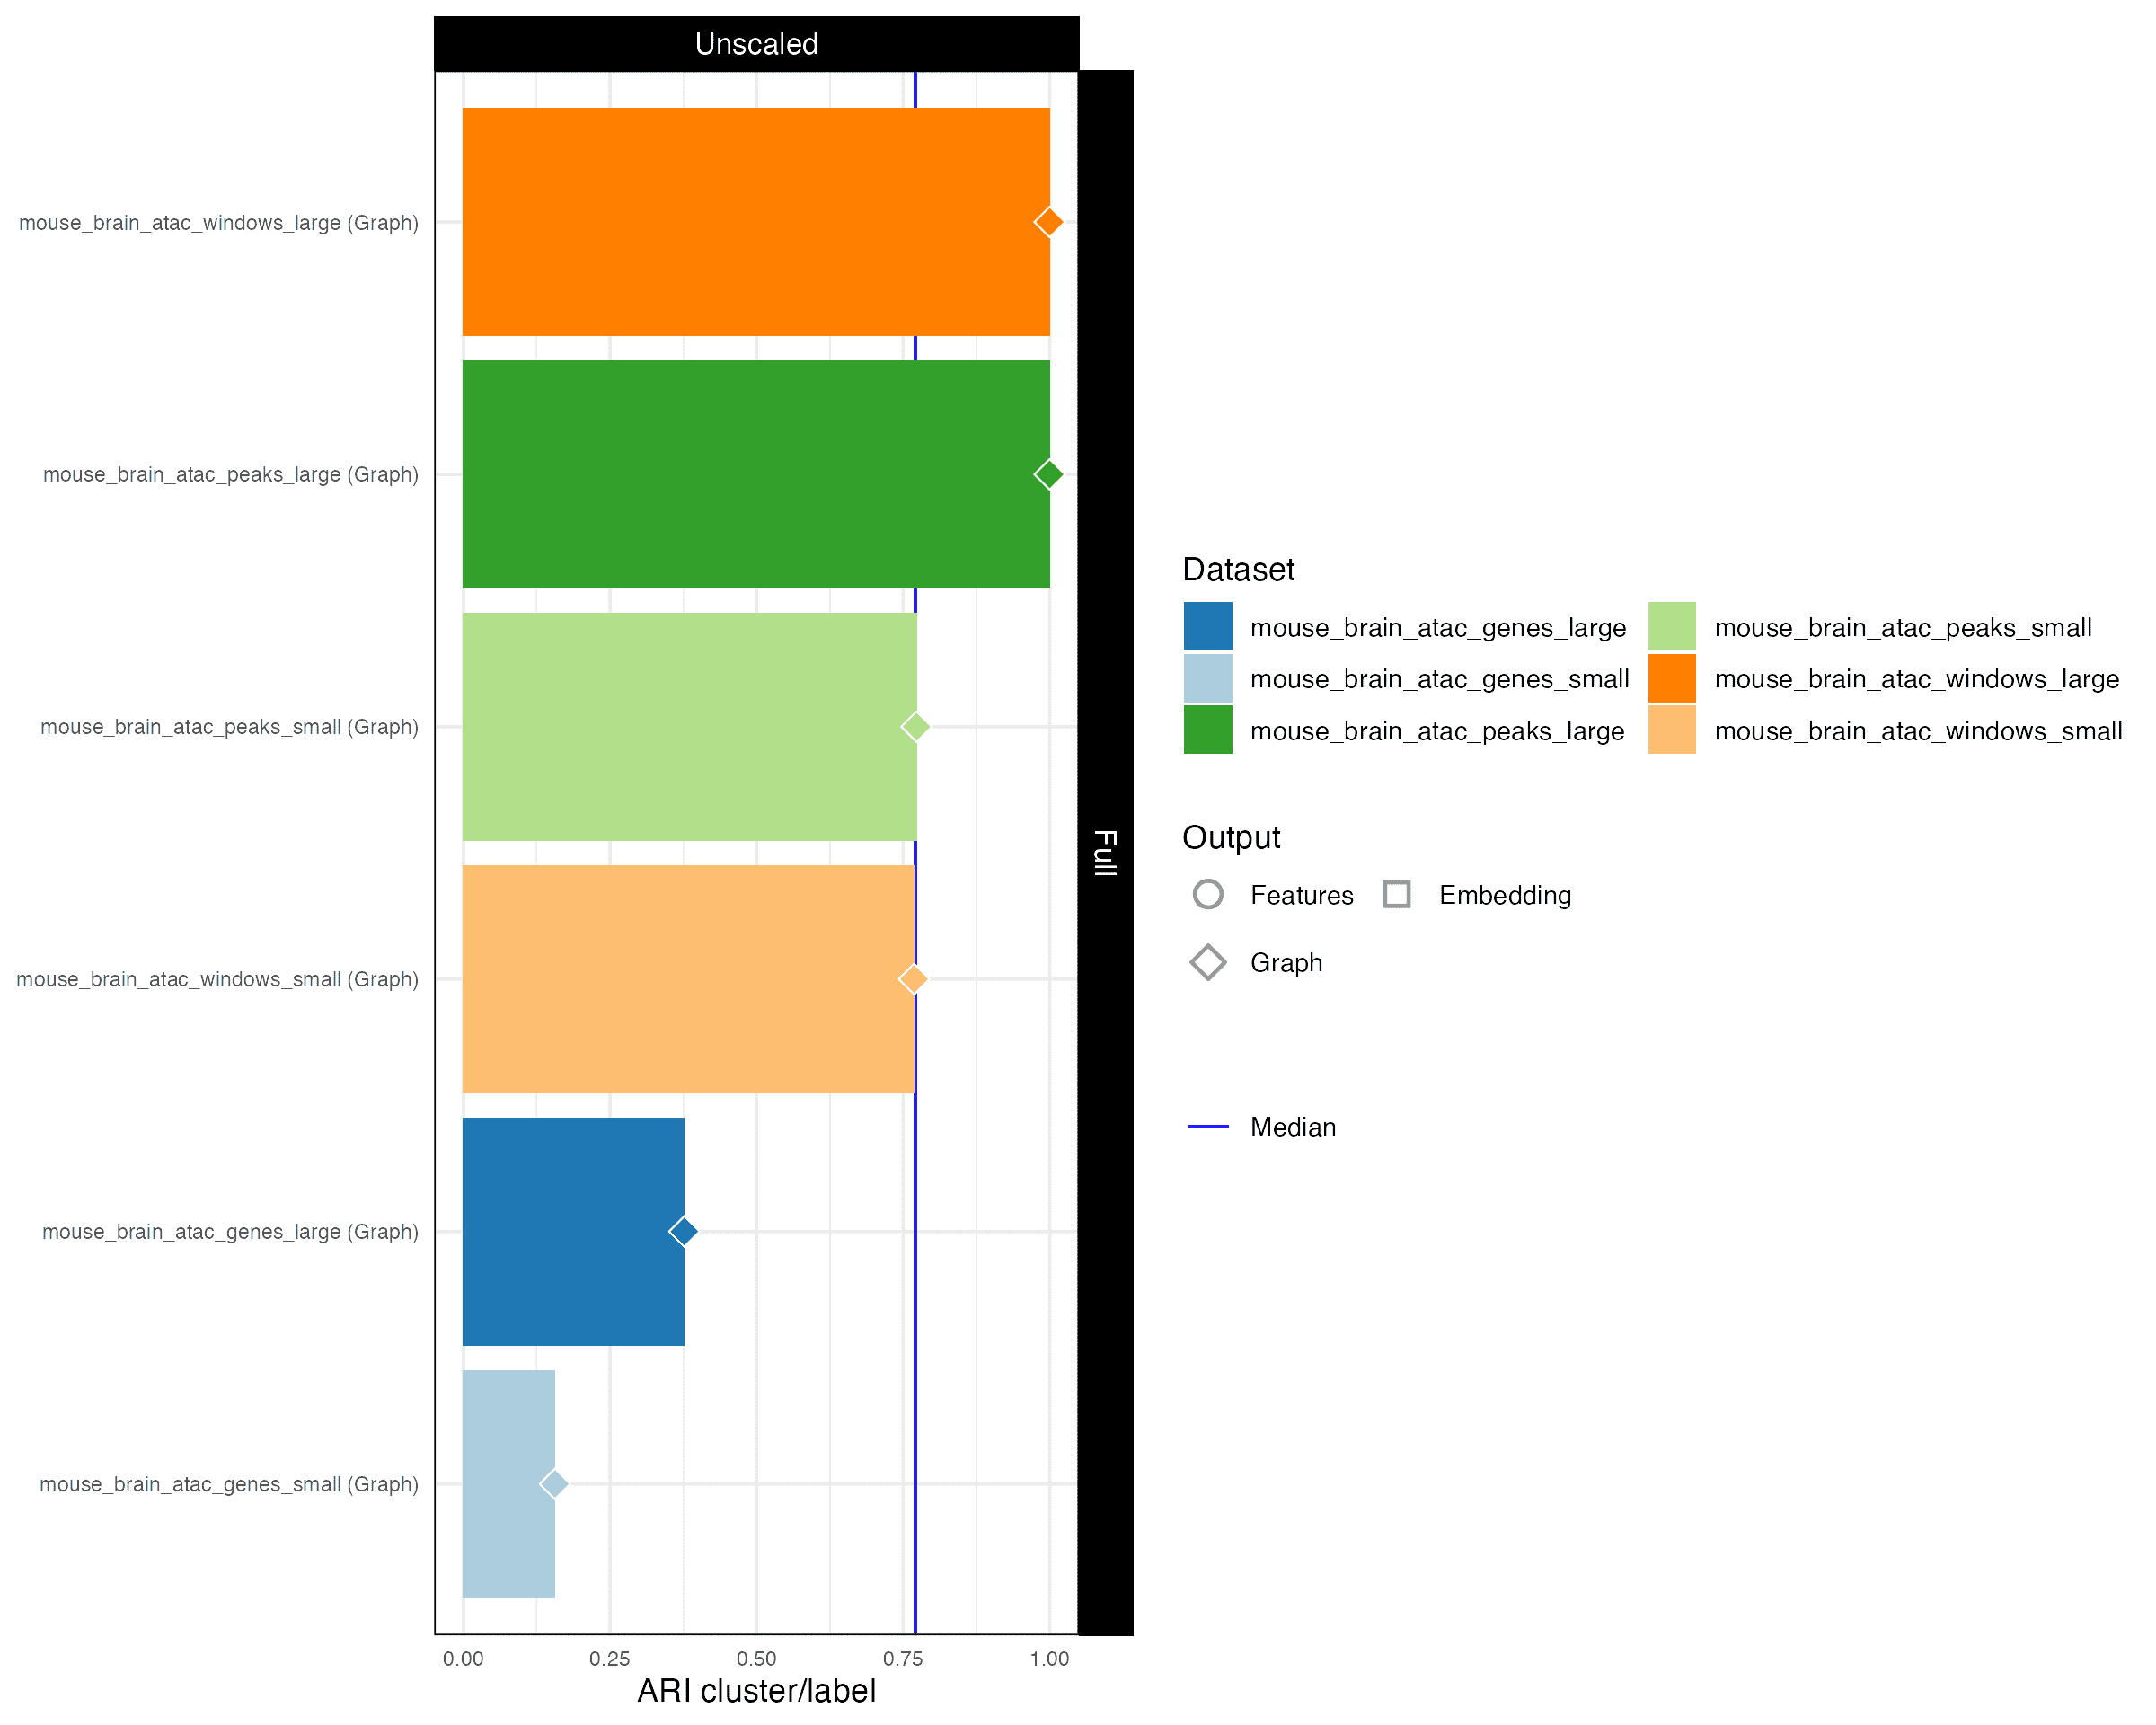 Unscaled
Full
mouse_brain_atac_windows_large (Graph)
mouse_brain_atac_peaks_large (Graph)
mouse_brain_atac_peaks_small (Graph)
mouse_brain_atac_windows_small (Graph)
mouse_brain_atac_genes_large (Graph)
mouse_brain_atac_genes_small (Graph)
0.00 0.25 0.50 0.75 1.00
ARI cluster/label
Dataset
mouse_brain_atac_genes_large mouse_brain_atac_peaks_small
mouse_brain_atac_genes_small mouse_brain_atac_windows_large
mouse_brain_atac_peaks_large mouse_brain_atac_windows_small
Output
Features Embedding
Graph
Median